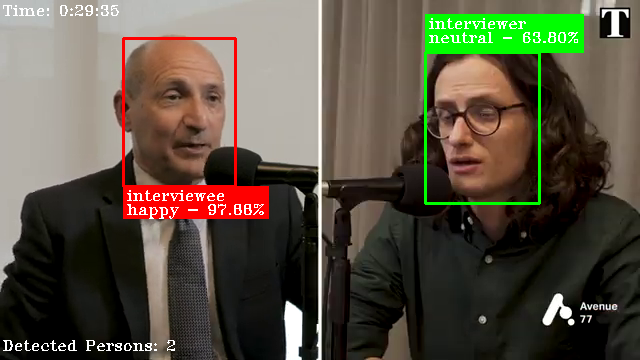 Time: 0:29:35
interviewer
neutral - 63.80%
T
interviewee
happy - 97.88%
Avenue
77
Detected Persons: 2